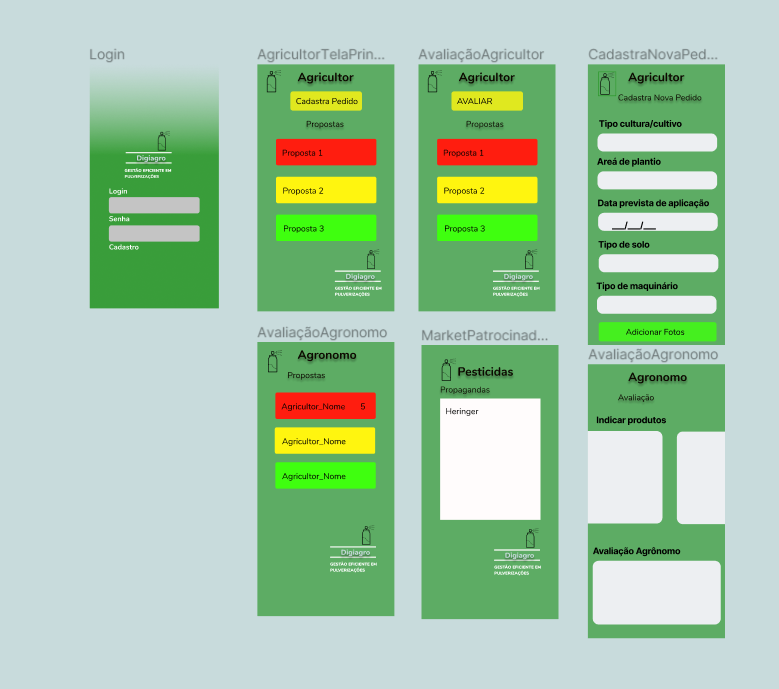 Login
Digiagro
GESTÃO EFICIENTE EM
PULVERIZAÇÕES
Login
Senha
Cadastro
AgricultorTelaPrin...
Agricultor
Cadastra Pedido
Propostas
Proposta 1
Proposta 2
Proposta 3
Digiagro
GESTÃO EFICIENTE EM
PULVERIZAÇÕES
AvaliaçãoAgricultor
Agricultor
AVALIAR
Propostas
Proposta 1
Proposta 2
Proposta 3
Digiagro
GESTÃO EFICIENTE EM
PULVERIZAÇÕES
CadastraNovaPed...
Agricultor
Cadastra Nova Pedido
Tipo cultura/cultivo
Areá de plantio
Data prevista de aplicação
__/__/__
Tipo de solo
Tipo de maquinário
Adicionar Fotos
AvaliaçãoAgronomo
Agronomo
Propostas
Agricultor_Nome 5
Agricultor_Nome
Agricultor_Nome
Digiagro
GESTÃO EFICIENTE EM
PULVERIZAÇÕES
MarketPatrocinad...
Pesticidas
Propagandas
Heringer
Digiagro
GESTÃO EFICIENTE EM
PULVERIZAÇÕES
AvaliaçãoAgronomo
Agronomo
Avaliação
Indicar produtos
Avaliação Agrônomo